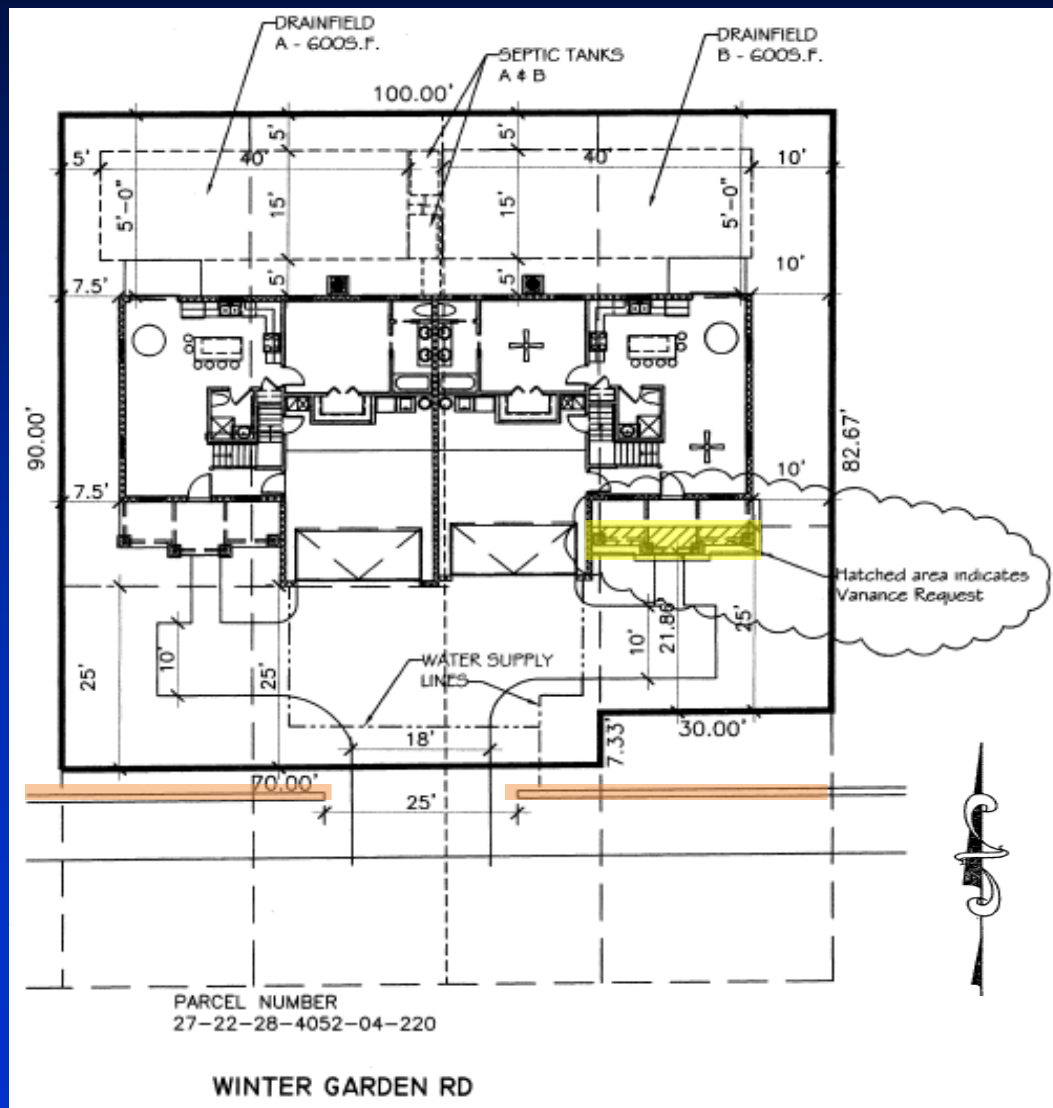 DRAINFIELD
A - 600S.F.
SEPTIC TANKS
A & B
DRAINFIELD
B - 600S.F.
100.00'
5'
5'
5'
40'
40'
10'
5'-0"
15'
15'
5'-0"
7.5'
5'
5'
10'
90.00'
82.67'
7.5'
10'
Hatched area indicates
Variance Request
25'
10'
25'
WATER SUPPLY
LINES
10'
21.86'
25'
18'
7.33'
30.00'
70.00'
25'
PARCEL NUMBER
27-22-28-4052-04-220
WINTER GARDEN RD